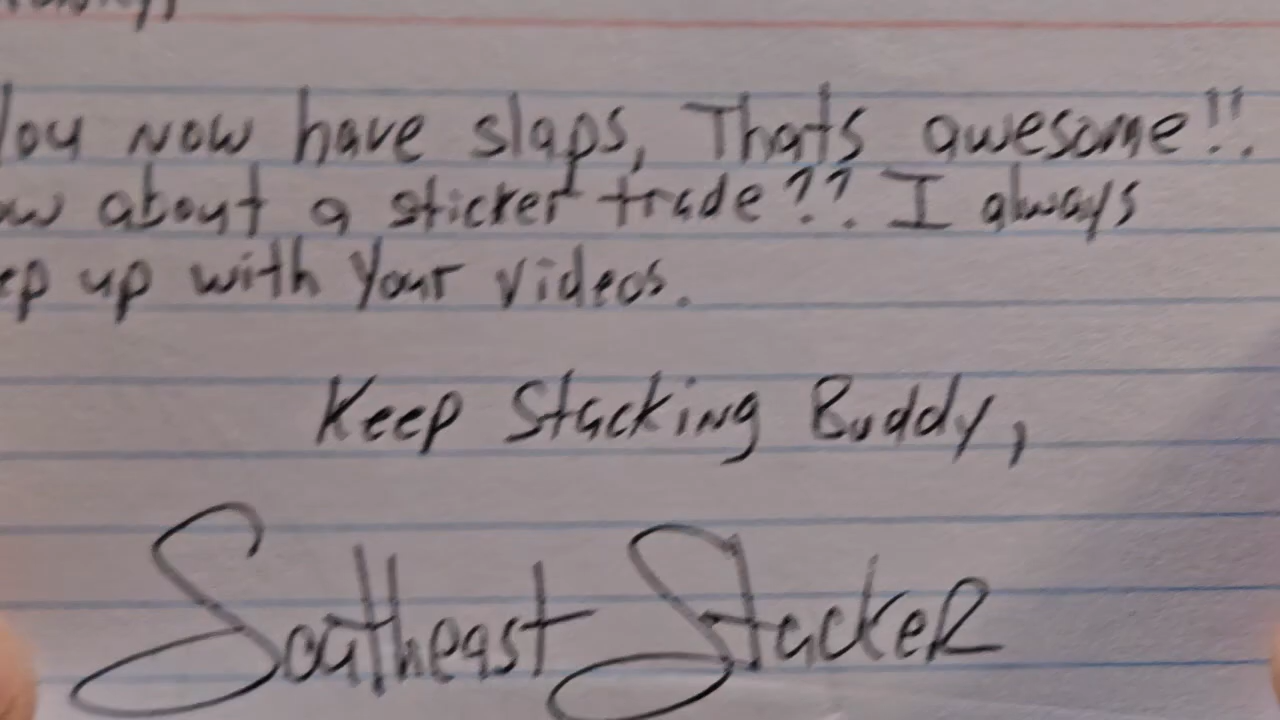 You now have slaps, Thats awesome!!
about a sticker trade?? I always
up with Your videos.
Keep Stacking Buddy,
Southeast Stacker